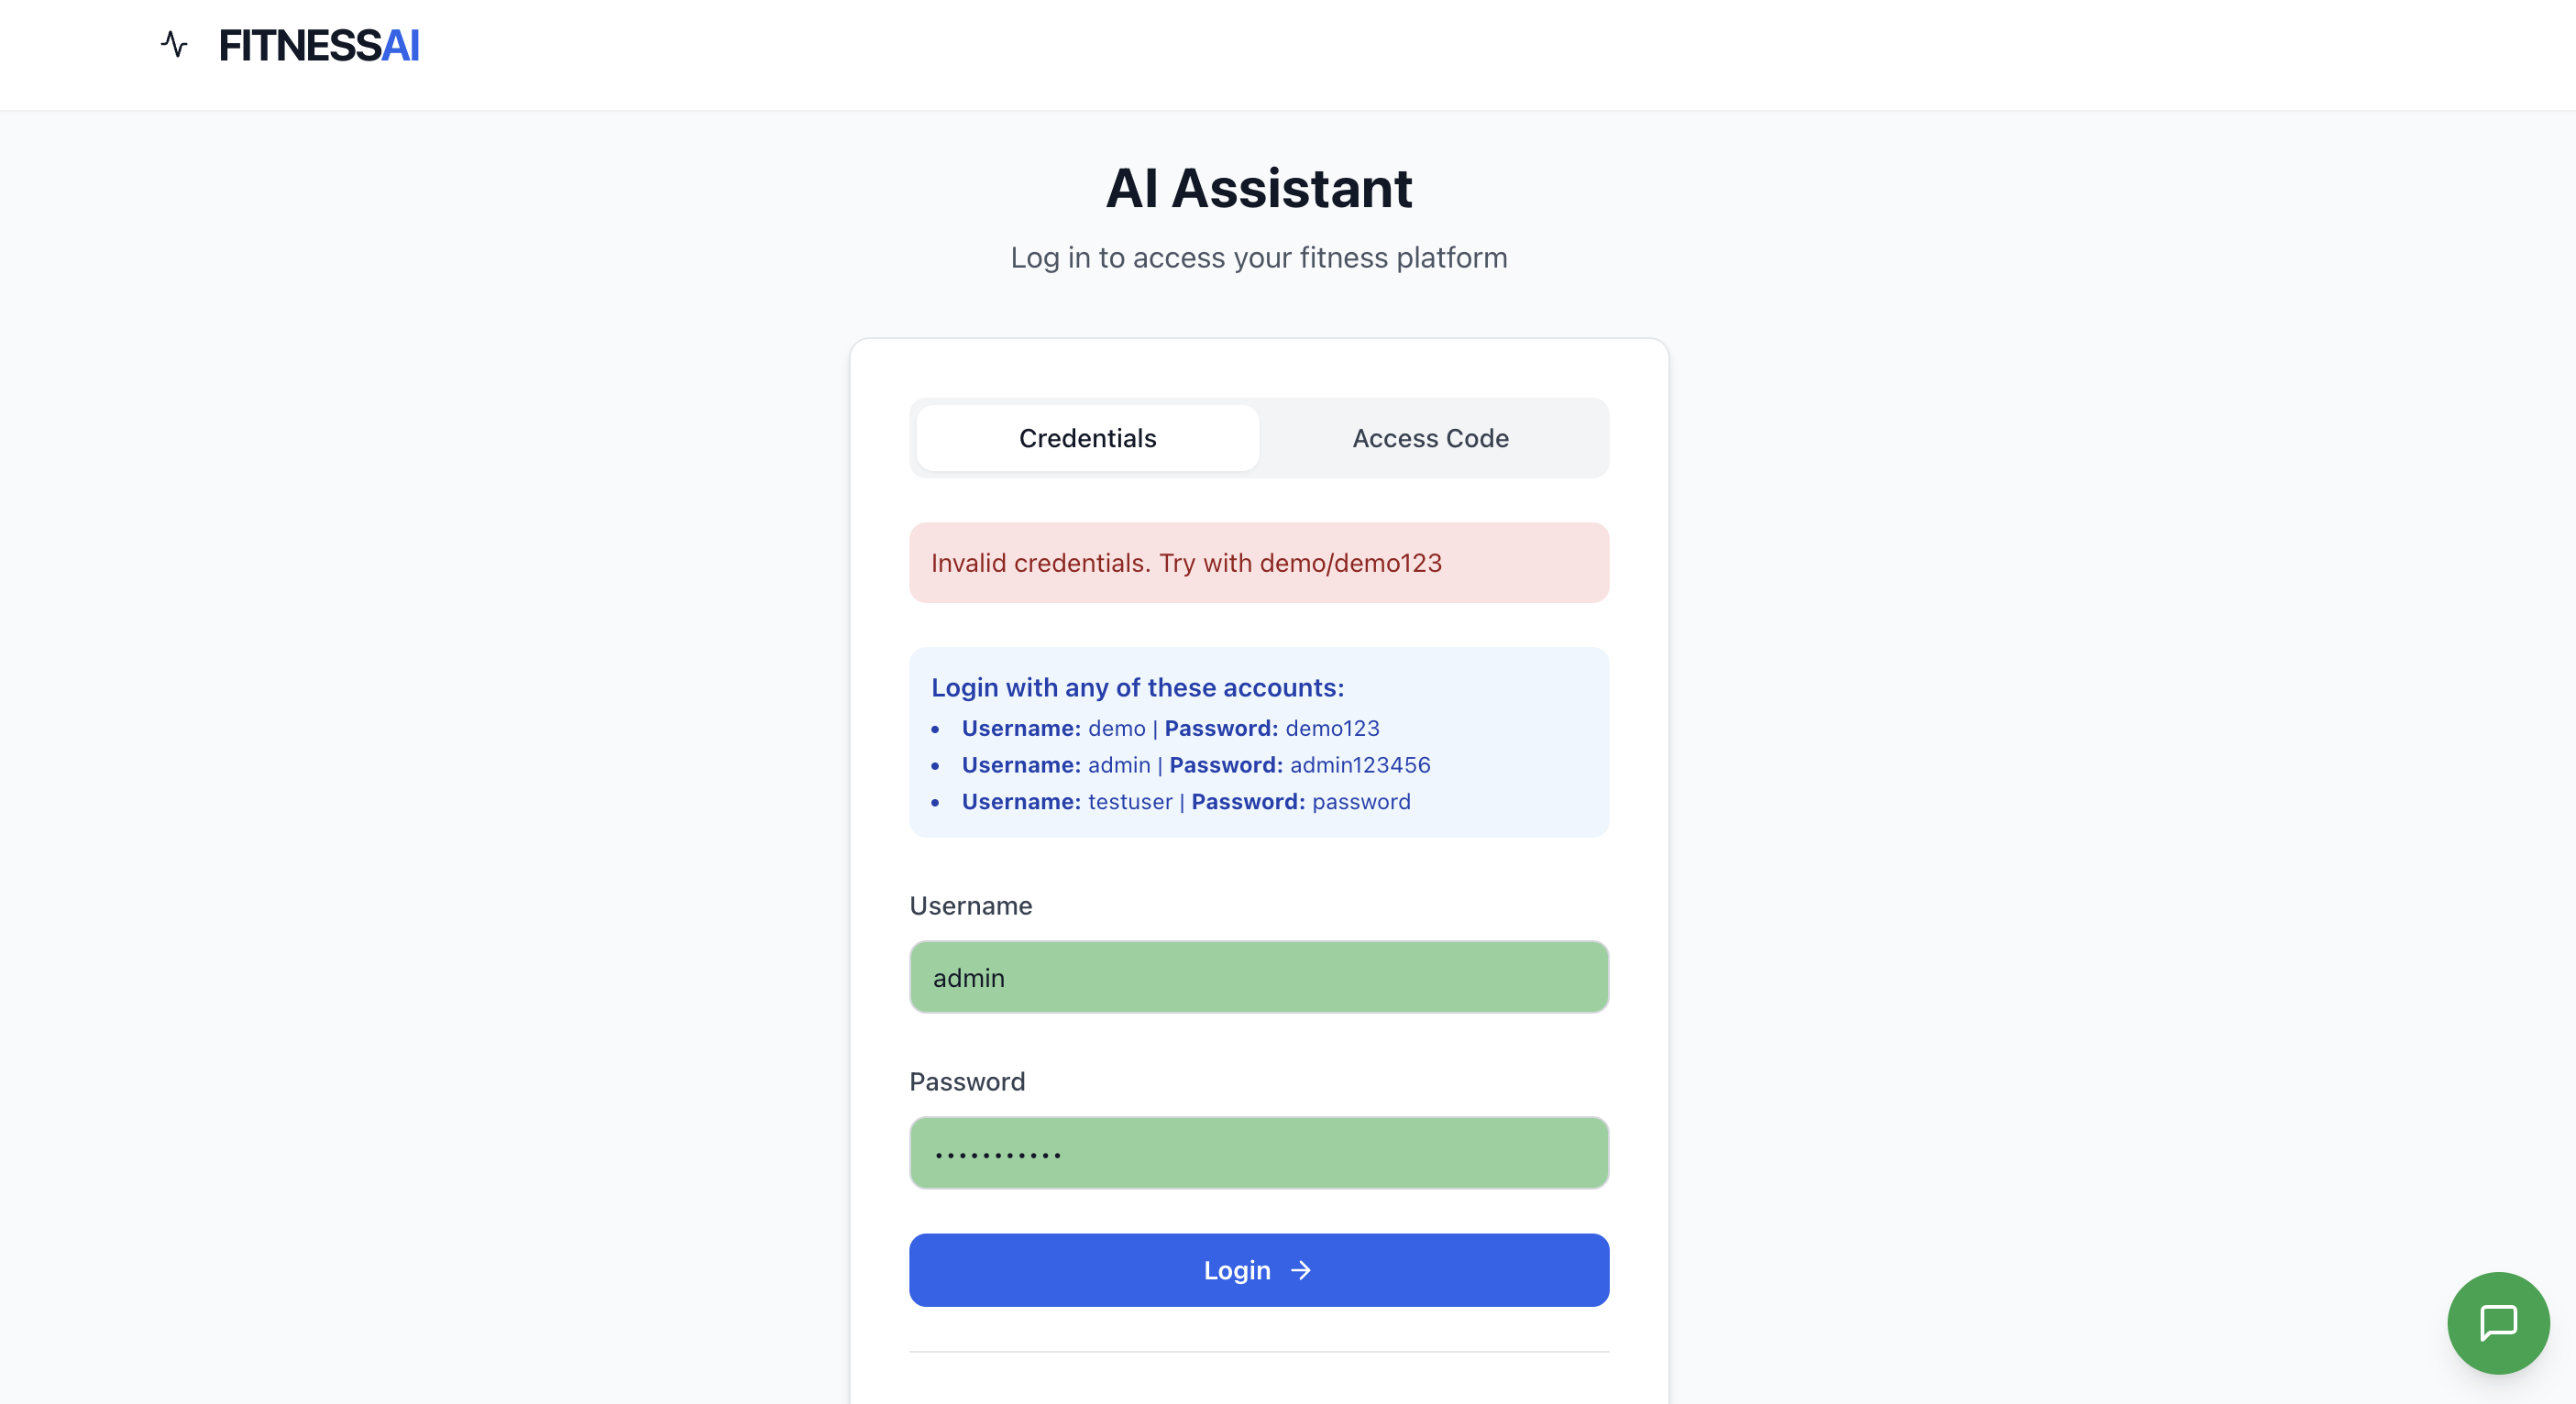 FITNESSAI
AI Assistant
Log in to access your fitness platform
Credentials
Access Code
Invalid credentials. Try with demo/demo123
Login with any of these accounts:
• Username: demo | Password: demo123
• Username: admin | Password: admin123456
• Username: testuser | Password: password
Username
admin
Password
•••••••••••
Login →